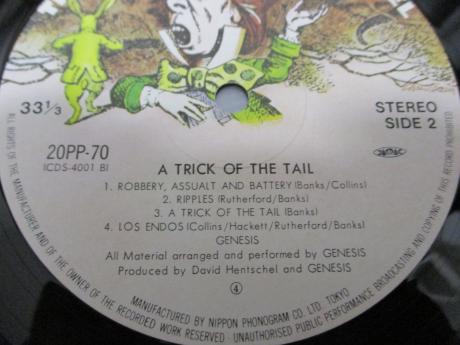 33⅓
STEREO
SIDE 2
20PP-70
ICDS-4001 BI
A TRICK OF THE TAIL
1. ROBBERY, ASSUALT AND BATTERY (Banks/Collins)
2. RIPPLES (Rutherford/Banks)
3. A TRICK OF THE TAIL (Banks)
4. LOS ENDOS (Collins/Hackett/Rutherford/Banks)
GENESIS
All Material arranged and performed by GENESIS
Produced by David Hentschel and GENESIS
4
ALL RIGHTS OF THE MANUFACTURER AND OF THE OWNER OF THE RECORDED WORK RESERVED · UNAUTHORISED PUBLIC PERFORMANCE BROADCASTING AND COPYING OF THIS RECORD PROHIBITED
MANUFACTURED BY NIPPON PHONOGRAM CO. LTD. TOKYO